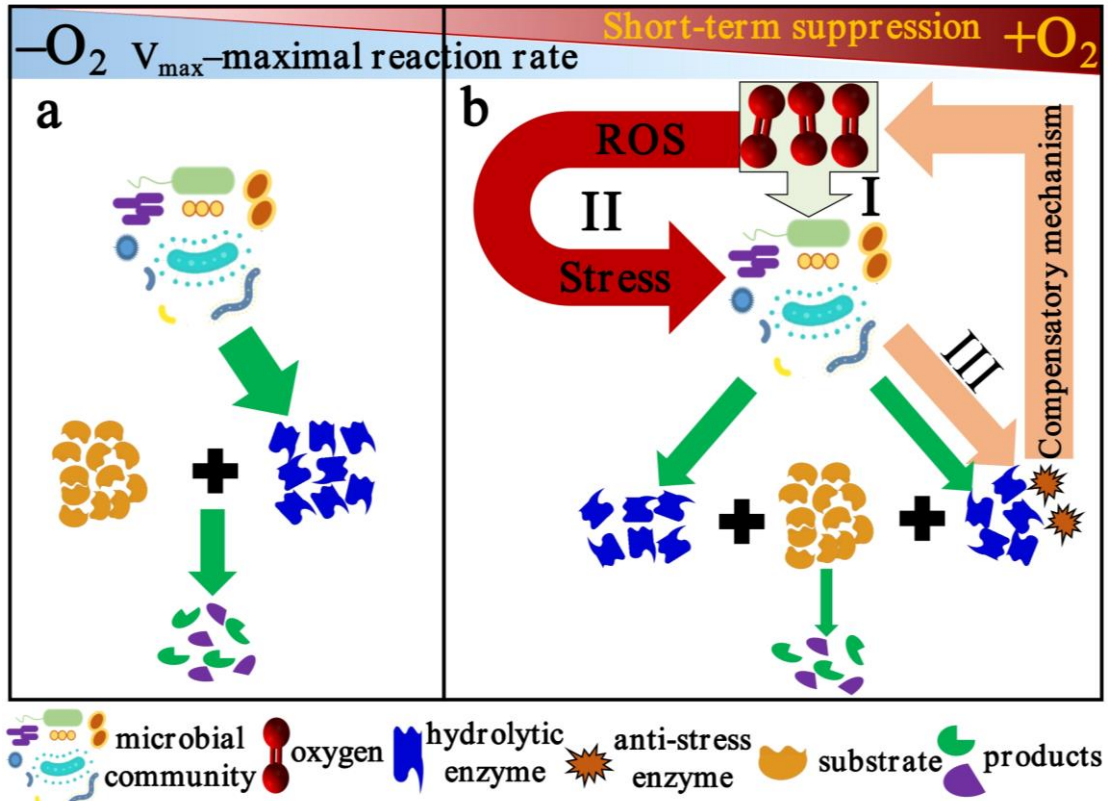 Short-term suppression
−O2
Vmax–maximal reaction rate
+O2
a
b
ROS
I
II
Stress
III
Compensatory mechanism
microbial
community
oxygen
hydrolytic
enzyme
anti-stress
enzyme
substrate
products